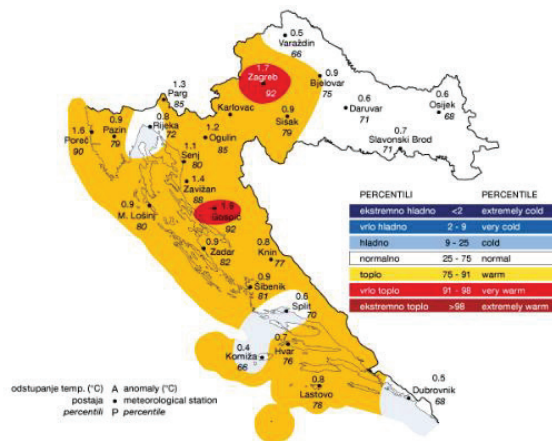 0.5
Varaždin
66
1.7
Zagreb
92
0.9
Bjelovar
75
1.3
Parg
85
Karlovac
0.9
Sisak
79
0.6
Daruvar
71
0.6
Osijek
68
0.7
Slavonski Brod
71
1.6
Poreč
90
0.9
Pazin
79
0.8
Rijeka
72
1.2
Ogulin
85
1.1
Senj
80
1.4
Zavižan
88
0.9
M. Lošinj
80
Gospić
92
0.9
Zadar
82
0.8
Knin
77
0.9
Šibenik
81
Split
70
0.4
Komiža
66
0.7
Hvar
76
0.8
Lastovo
78
0.5
Dubrovnik
68
PERCENTILI PERCENTILE
ekstremno hladno <2 extremely cold
vrlo hladno 2 - 9 very cold
hladno 9 - 25 cold
normalno 25 - 75 normal
toplo 75 - 91 warm
vrlo toplo 91 - 98 very warm
ekstremno toplo >98 extremely warm
odstupanje temp. (°C) A anomaly (°C)
postaja • meteorological station
percentili P percentile